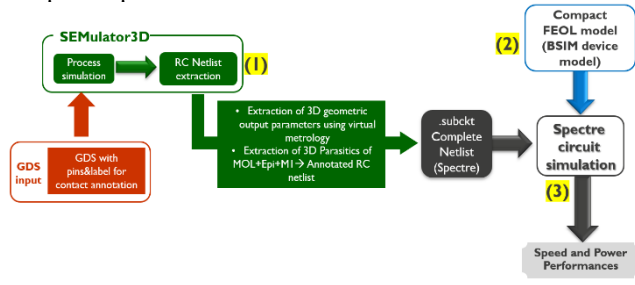 SEMulator3D
Process
simulation
RC Netlist
extraction
(1)
GDS
input
GDS with
pins&label for
contact annotation
• Extraction of 3D geometric
output parameters using virtual
metrology
• Extraction of 3D Parasitics of
MOL+Epi+M1→ Annotated RC
netlist
.subckt
Complete
Netlist
(Spectre)
(2)
Compact
FEOL model
(BSIM device
model)
Spectre
circuit
simulation
(3)
Speed and Power
Performances